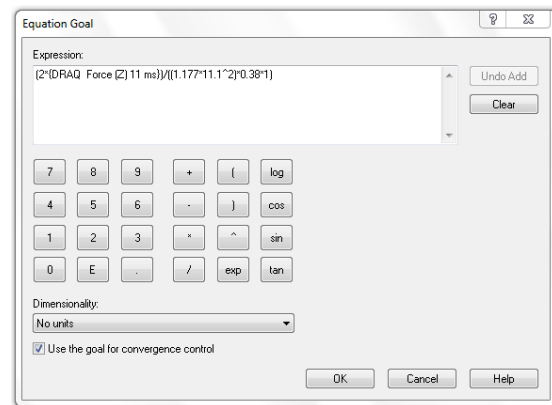 Equation Goal
? X
Expression:
(2*{DRAQ Force (Z) 11 ms})/((1.177*11.1^2)*0.38*1)
Undo Add
Clear
7 8 9 + ( log
4 5 6 - ) cos
1 2 3 * ^ sin
0 E . / exp tan
Dimensionality:
No units
Use the goal for convergence control
OK Cancel Help